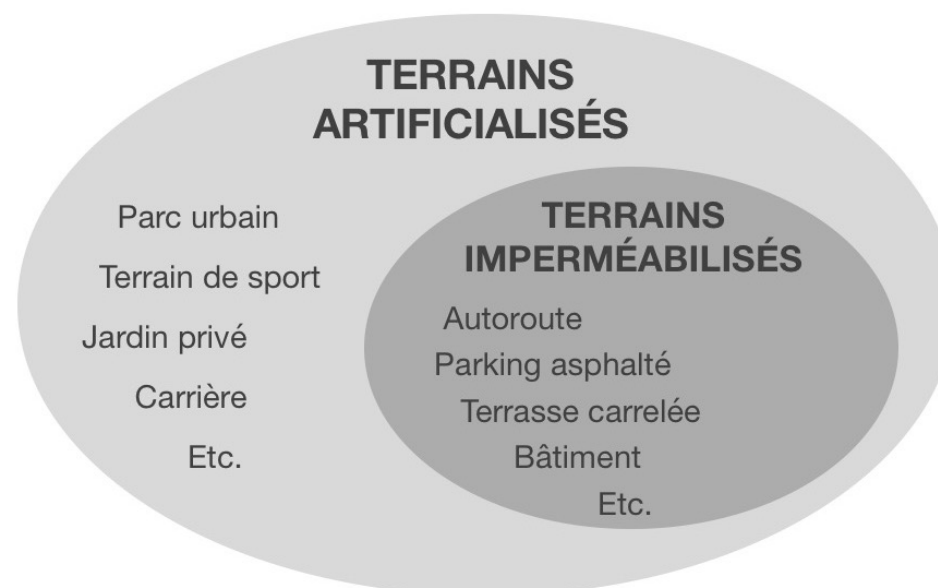 TERRAINS
ARTIFICIALISÉS
Parc urbain
Terrain de sport
Jardin privé
Carrière
Etc.
TERRAINS
IMPERMÉABILISÉS
Autoroute
Parking asphalté
Terrasse carrelée
Bâtiment
Etc.